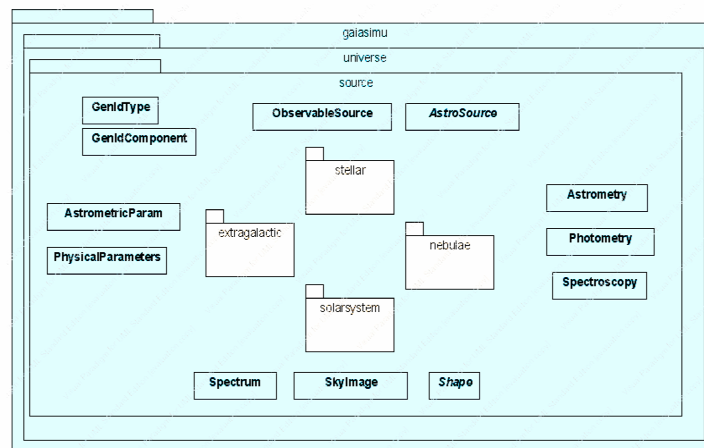 gaiasimu
universe
source
GenIdType
GenIdComponent
ObservableSource
AstroSource
stellar
AstrometricParam
PhysicalParameters
extragalactic
nebulae
Astrometry
Photometry
Spectroscopy
solarsystem
Spectrum
SkyImage
Shape